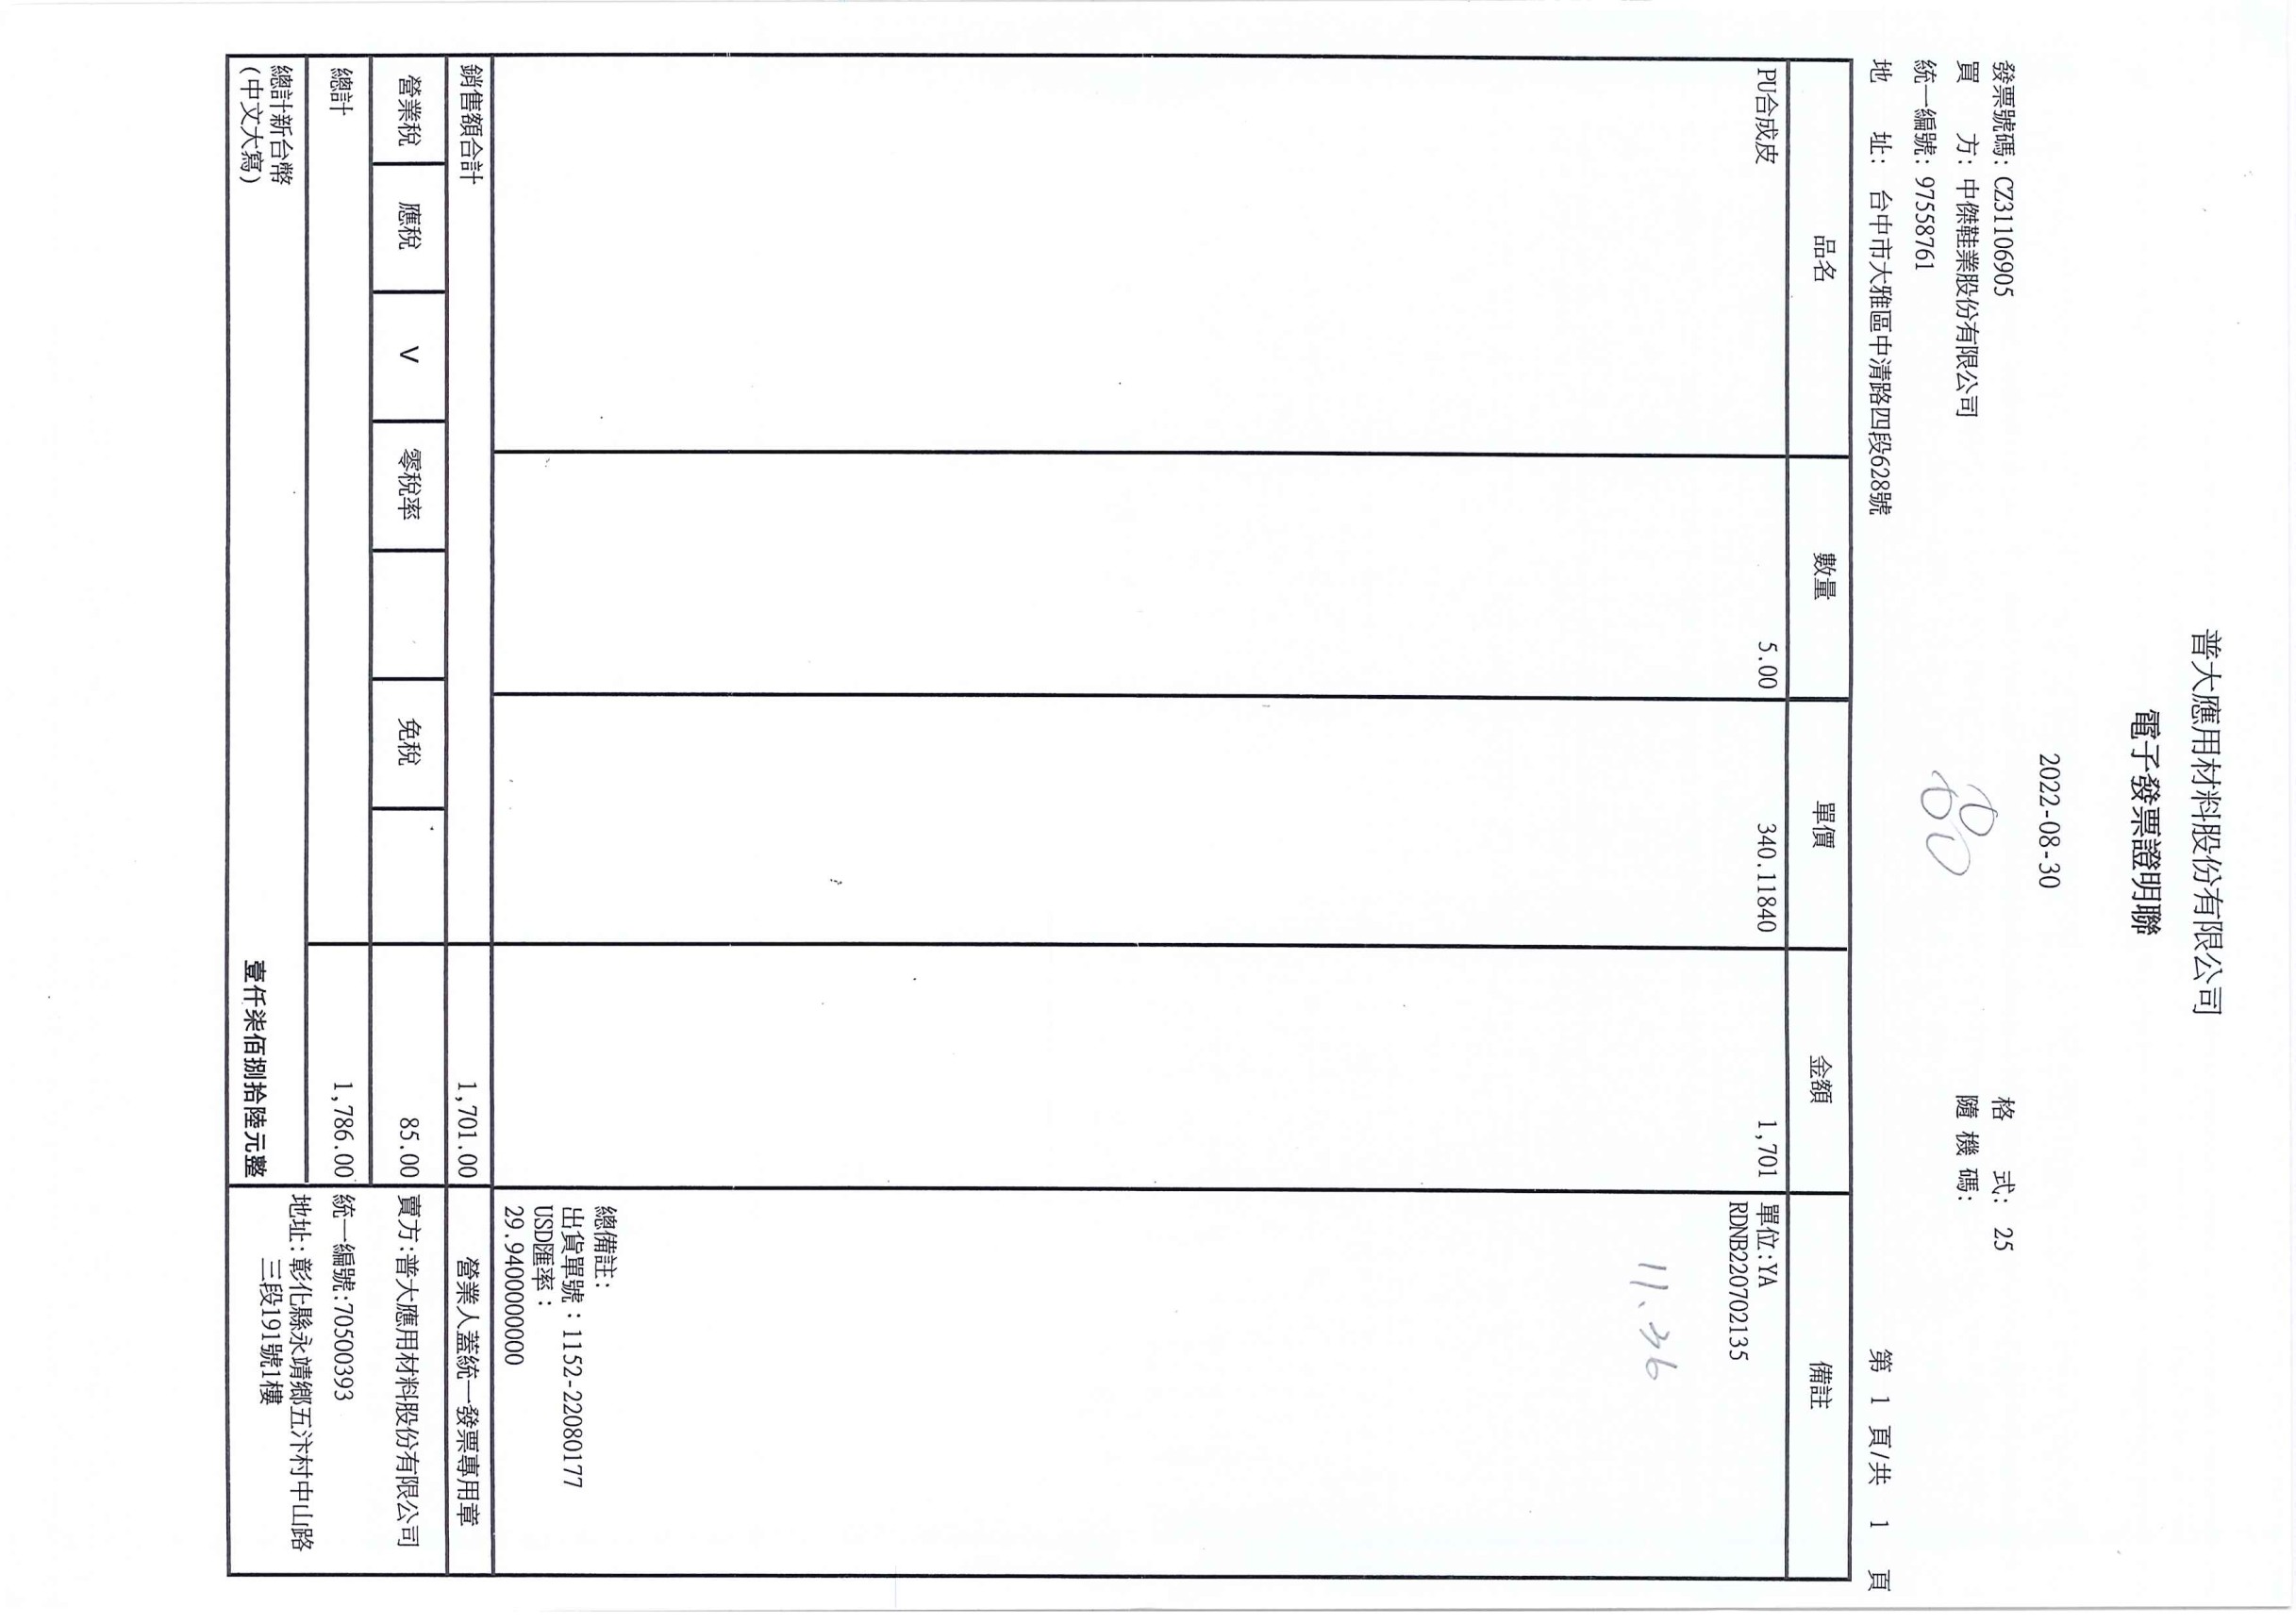 普大應用材料股份有限公司
電子發票證明聯
2022-08-30
發票號碼: CZ31106905
格 式: 25
買 方: 中傑鞋業股份有限公司
隨 機 碼:
統一編號: 97558761
地 址: 台中市大雅區中清路四段628號
第 1 頁/共 1 頁
品名 數量 單價 金額 備註
PU合成皮 5.00 340.11840 1,701 單位:YA
RDNB220702135
11.36
總備註:
出貨單號：1152-22080177
USD匯率：
29.9400000000
銷售額合計 1,701.00 營業人蓋統一發票專用章
營業稅 應稅 V 零稅率 免稅 85.00 賣方:普大應用材料股份有限公司
總計 1,786.00 統一編號:70500393
地址:彰化縣永靖鄉五汴村中山路
三段191號1樓
總計新台幣
(中文大寫) 壹仟柒佰捌拾陸元整